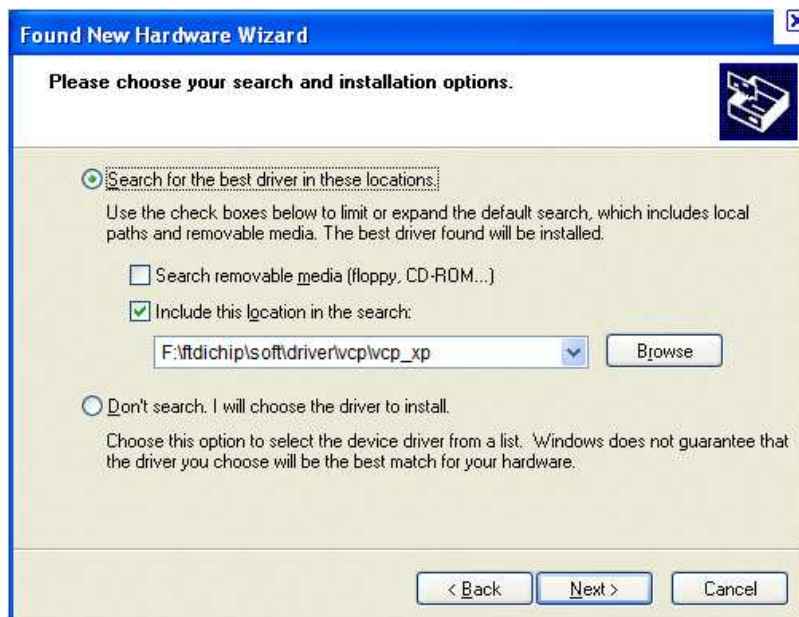 Found New Hardware Wizard
Please choose your search and installation options.
Search for the best driver in these locations.
Use the check boxes below to limit or expand the default search, which includes local
paths and removable media. The best driver found will be installed.
Search removable media (floppy, CD-ROM...)
Include this location in the search:
F:\ftdichip\soft\driver\vcp\vcp_xp
Browse
Don't search. I will choose the driver to install.
Choose this option to select the device driver from a list. Windows does not guarantee that
the driver you choose will be the best match for your hardware.
< Back
Next >
Cancel